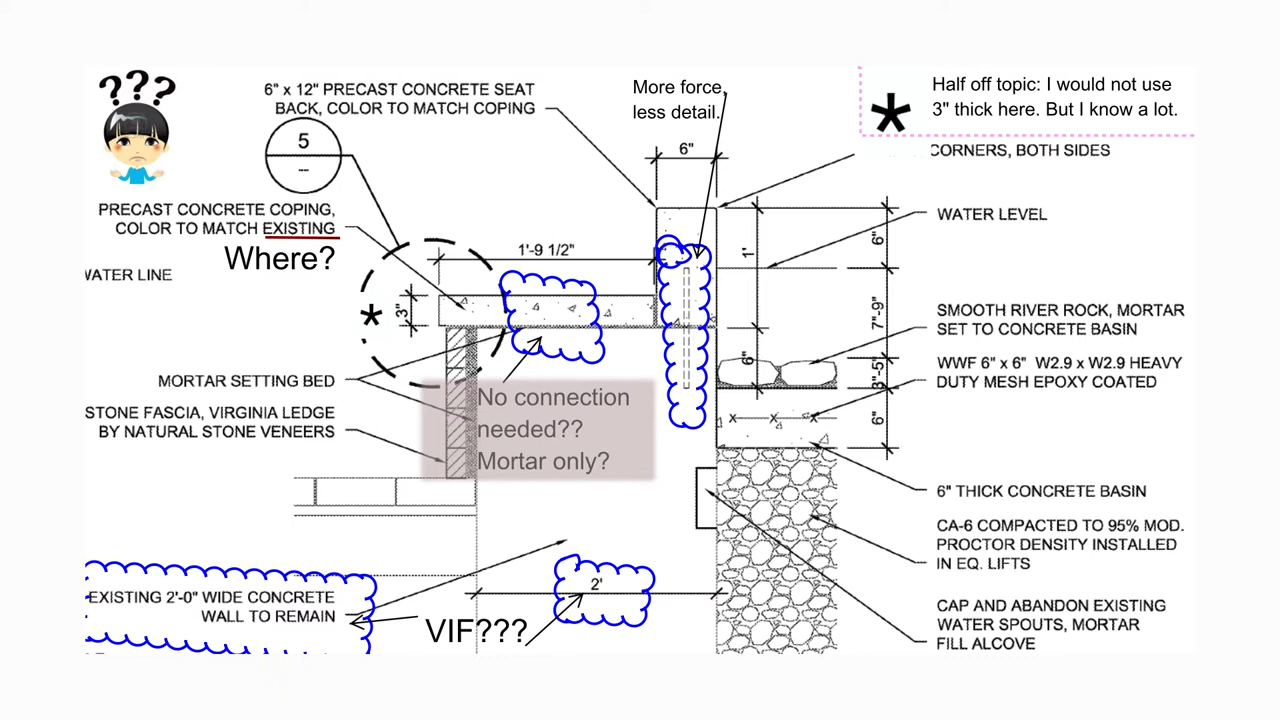 ???
6" x 12" PRECAST CONCRETE SEAT
BACK, COLOR TO MATCH COPING
More force,
less detail.
*
Half off topic: I would not use
3" thick here. But I know a lot.
5
--
6"
CORNERS, BOTH SIDES
PRECAST CONCRETE COPING,
COLOR TO MATCH EXISTING
Where?
WATER LEVEL
1'-9 1/2"
1'
6"
WATER LINE
*
3"
7'-9"
SMOOTH RIVER ROCK, MORTAR
SET TO CONCRETE BASIN
6"
3"-5"
WWF 6" x 6" W2.9 x W2.9 HEAVY
DUTY MESH EPOXY COATED
MORTAR SETTING BED
No connection
needed??
Mortar only?
STONE FASCIA, VIRGINIA LEDGE
BY NATURAL STONE VENEERS
x x x
6"
6" THICK CONCRETE BASIN
CA-6 COMPACTED TO 95% MOD.
PROCTOR DENSITY INSTALLED
IN EQ. LIFTS
2'
EXISTING 2'-0" WIDE CONCRETE
WALL TO REMAIN
VIF???
CAP AND ABANDON EXISTING
WATER SPOUTS, MORTAR
FILL ALCOVE